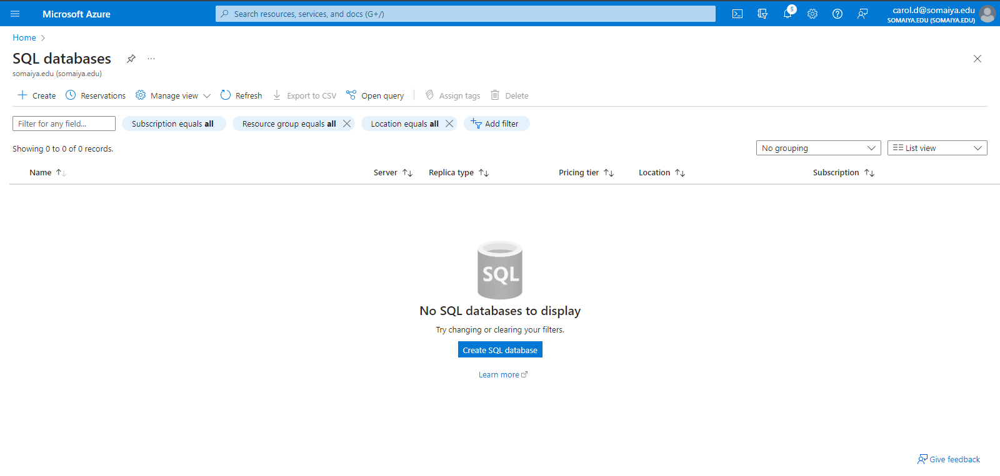 Microsoft Azure
Search resources, services, and docs (G+/)
5
carol.d@somaiya.edu
SOMAIYA.EDU (SOMAIYA.EDU)
Home
SQL databases
somaiya.edu (somaiya.edu)
Create Reservations Manage view Refresh Export to CSV Open query Assign tags Delete
Filter for any field... Subscription equals all Resource group equals all Location equals all Add filter
Showing 0 to 0 of 0 records. No grouping List view
Name Server Replica type Pricing tier Location Subscription
SQL
No SQL databases to display
Try changing or clearing your filters.
Create SQL database
Learn more
Give feedback